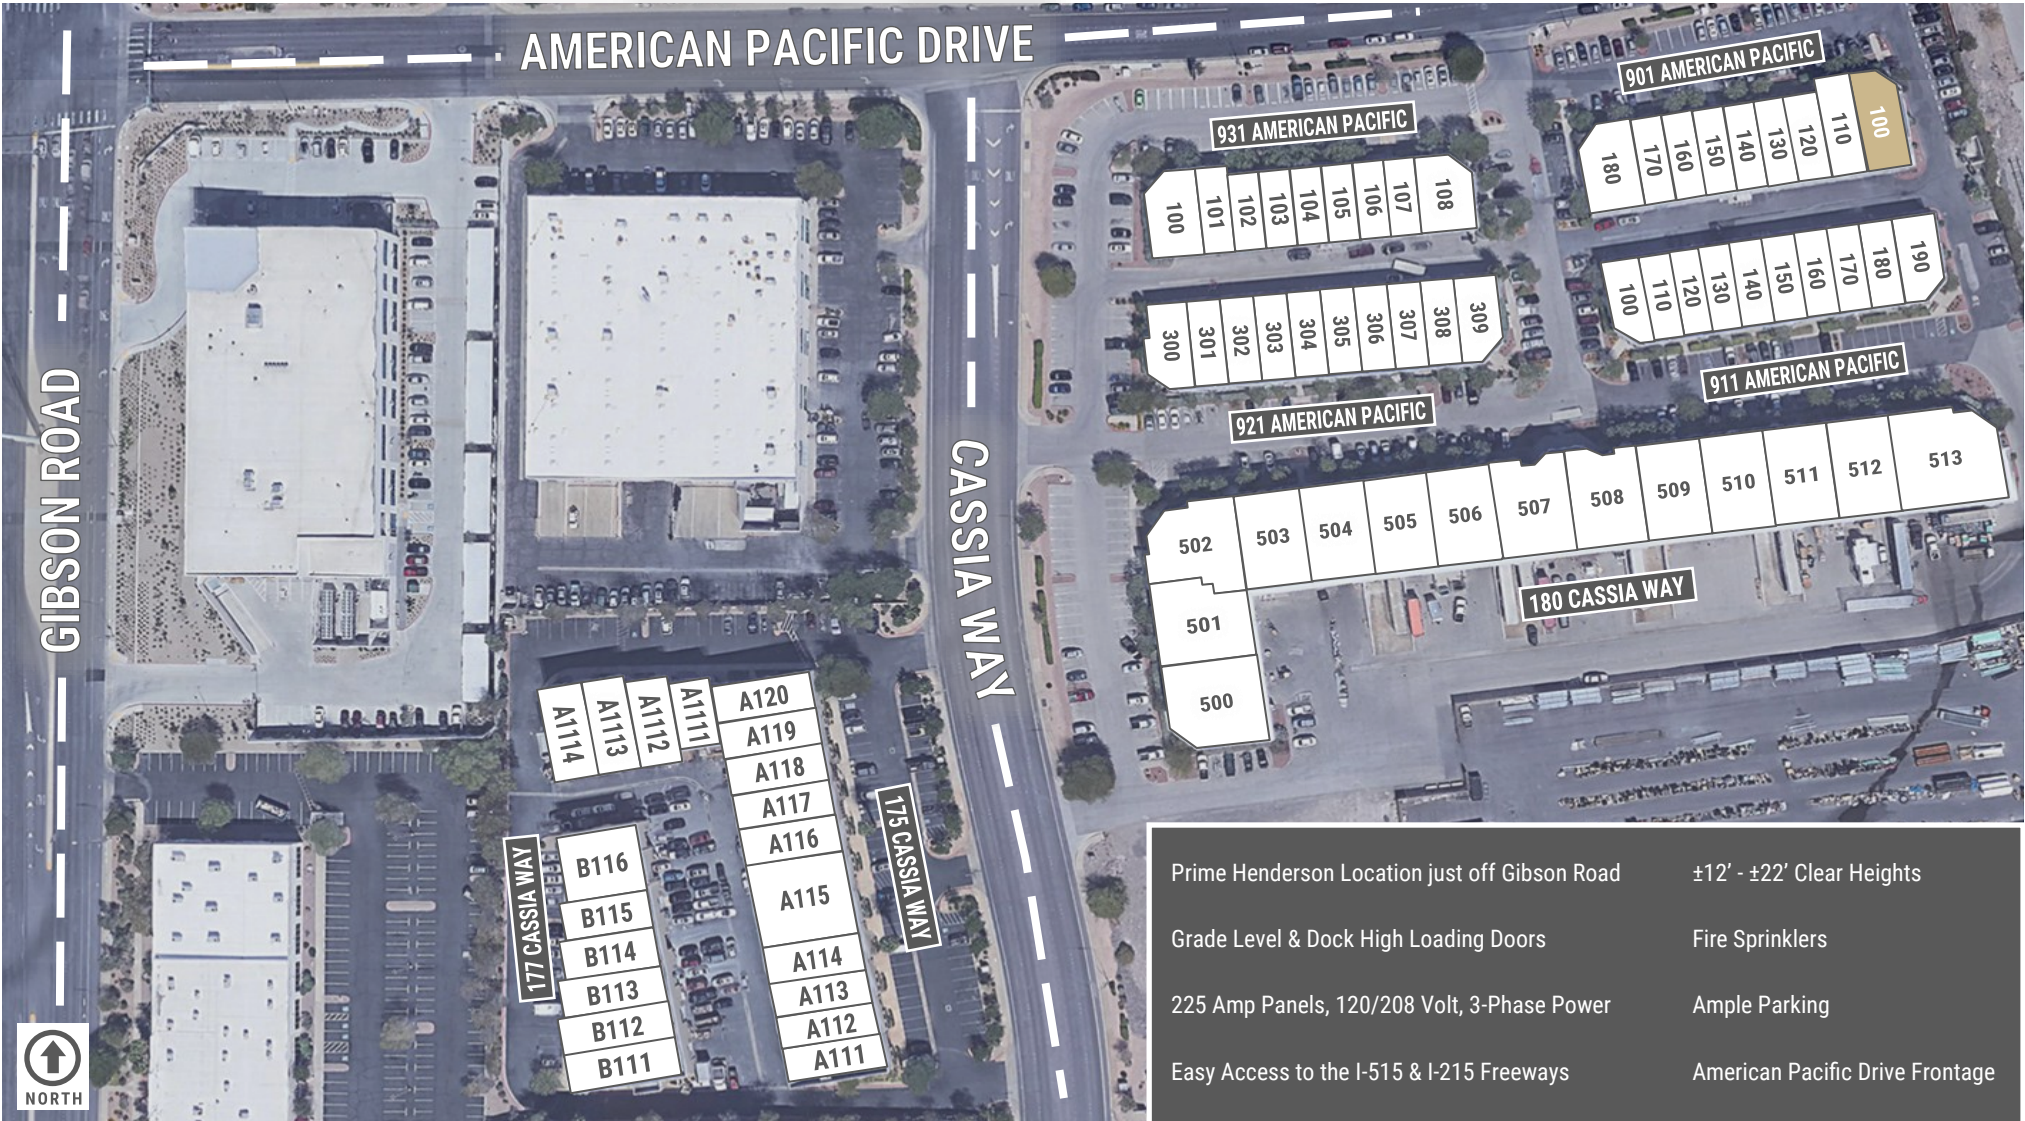 AMERICAN PACIFIC DRIVE
GIBSON ROAD
CASSIA WAY
901 AMERICAN PACIFIC
180
170
160
150
140
130
120
110
100
931 AMERICAN PACIFIC
100
101
102
103
104
105
106
107
108
300
301
302
303
304
305
306
307
308
309
921 AMERICAN PACIFIC
100
110
120
130
140
150
160
170
180
190
911 AMERICAN PACIFIC
502
503
504
505
506
507
508
509
510
511
512
513
501
500
180 CASSIA WAY
A1114
A1113
A1112
A1111
A120
A119
A118
A117
A116
A115
A114
A113
A112
A111
175 CASSIA WAY
177 CASSIA WAY
B116
B115
B114
B113
B112
B111
NORTH
Prime Henderson Location just off Gibson Road
Grade Level & Dock High Loading Doors
225 Amp Panels, 120/208 Volt, 3-Phase Power
Easy Access to the I-515 & I-215 Freeways
±12’ - ±22’ Clear Heights
Fire Sprinklers
Ample Parking
American Pacific Drive Frontage